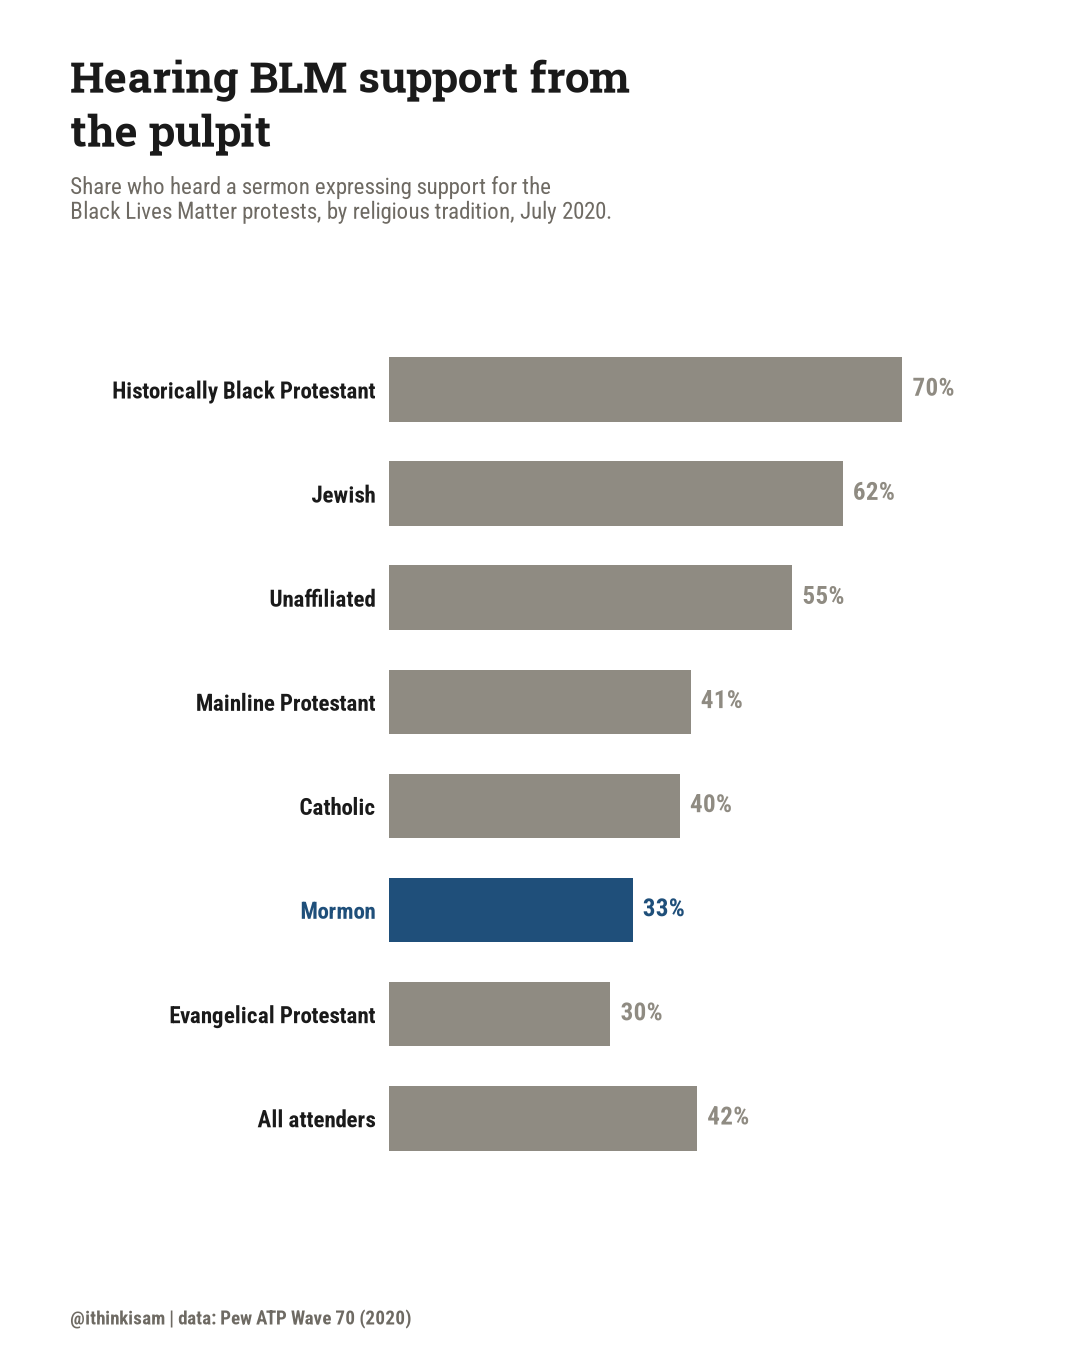 Hearing BLM support from
the pulpit
Share who heard a sermon expressing support for the
Black Lives Matter protests, by religious tradition, July 2020.
Historically Black Protestant 70%
Jewish 62%
Unaffiliated 55%
Mainline Protestant 41%
Catholic 40%
Mormon 33%
Evangelical Protestant 30%
All attenders 42%
@ithinkisam | data: Pew ATP Wave 70 (2020)